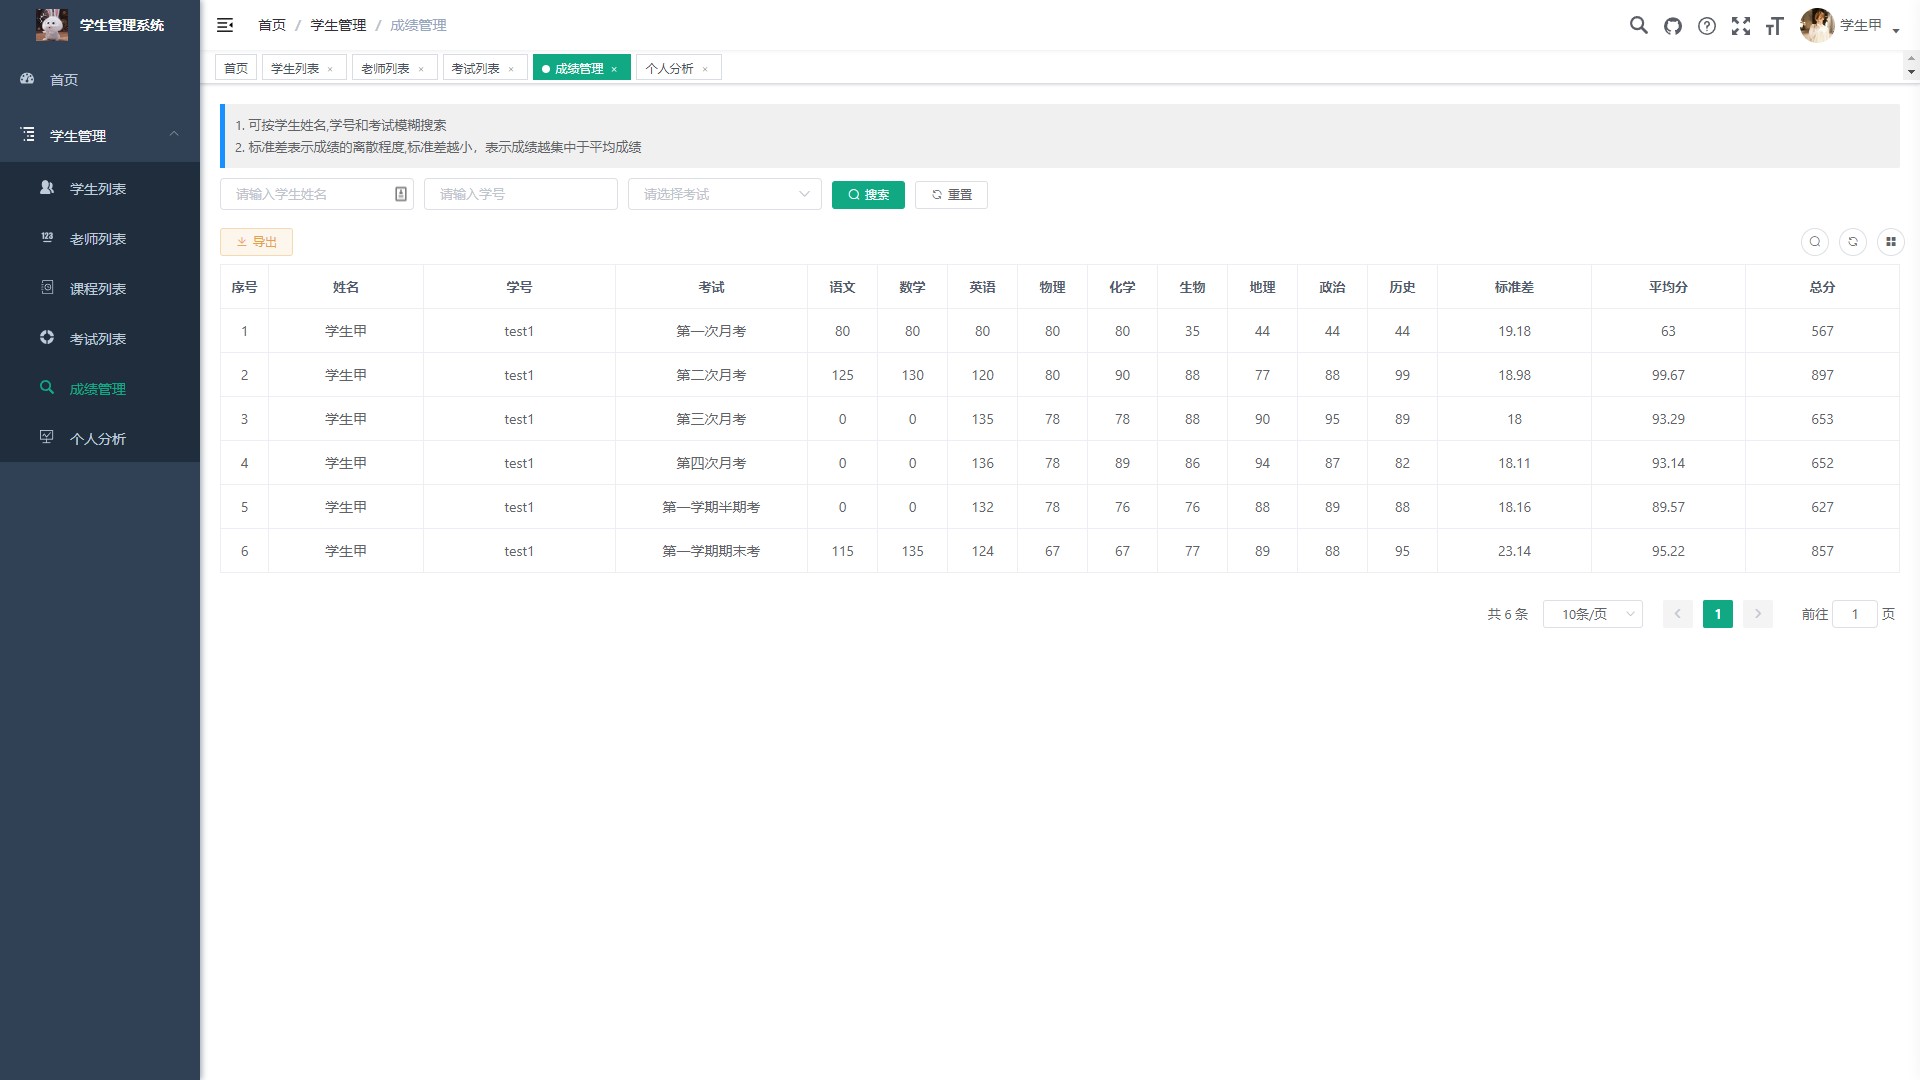 学生管理系统
首页
学生管理
学生列表
老师列表
课程列表
考试列表
成绩管理
个人分析
首页 / 学生管理 / 成绩管理
学生甲
首页 学生列表 × 老师列表 × 考试列表 × 成绩管理 × 个人分析 ×
1. 可按学生姓名,学号和考试模糊搜索
2. 标准差表示成绩的离散程度,标准差越小，表示成绩越集中于平均成绩
请输入学生姓名 请输入学号 请选择考试 搜索 重置
导出
序号 姓名 学号 考试 语文 数学 英语 物理 化学 生物 地理 政治 历史 标准差 平均分 总分
1 学生甲 test1 第一次月考 80 80 80 80 80 35 44 44 44 19.18 63 567
2 学生甲 test1 第二次月考 125 130 120 80 90 88 77 88 99 18.98 99.67 897
3 学生甲 test1 第三次月考 0 0 135 78 78 88 90 95 89 18 93.29 653
4 学生甲 test1 第四次月考 0 0 136 78 89 86 94 87 82 18.11 93.14 652
5 学生甲 test1 第一学期半期考 0 0 132 78 76 76 88 89 88 18.16 89.57 627
6 学生甲 test1 第一学期期末考 115 135 124 67 67 77 89 88 95 23.14 95.22 857
共 6 条 10条/页 1 前往 1 页